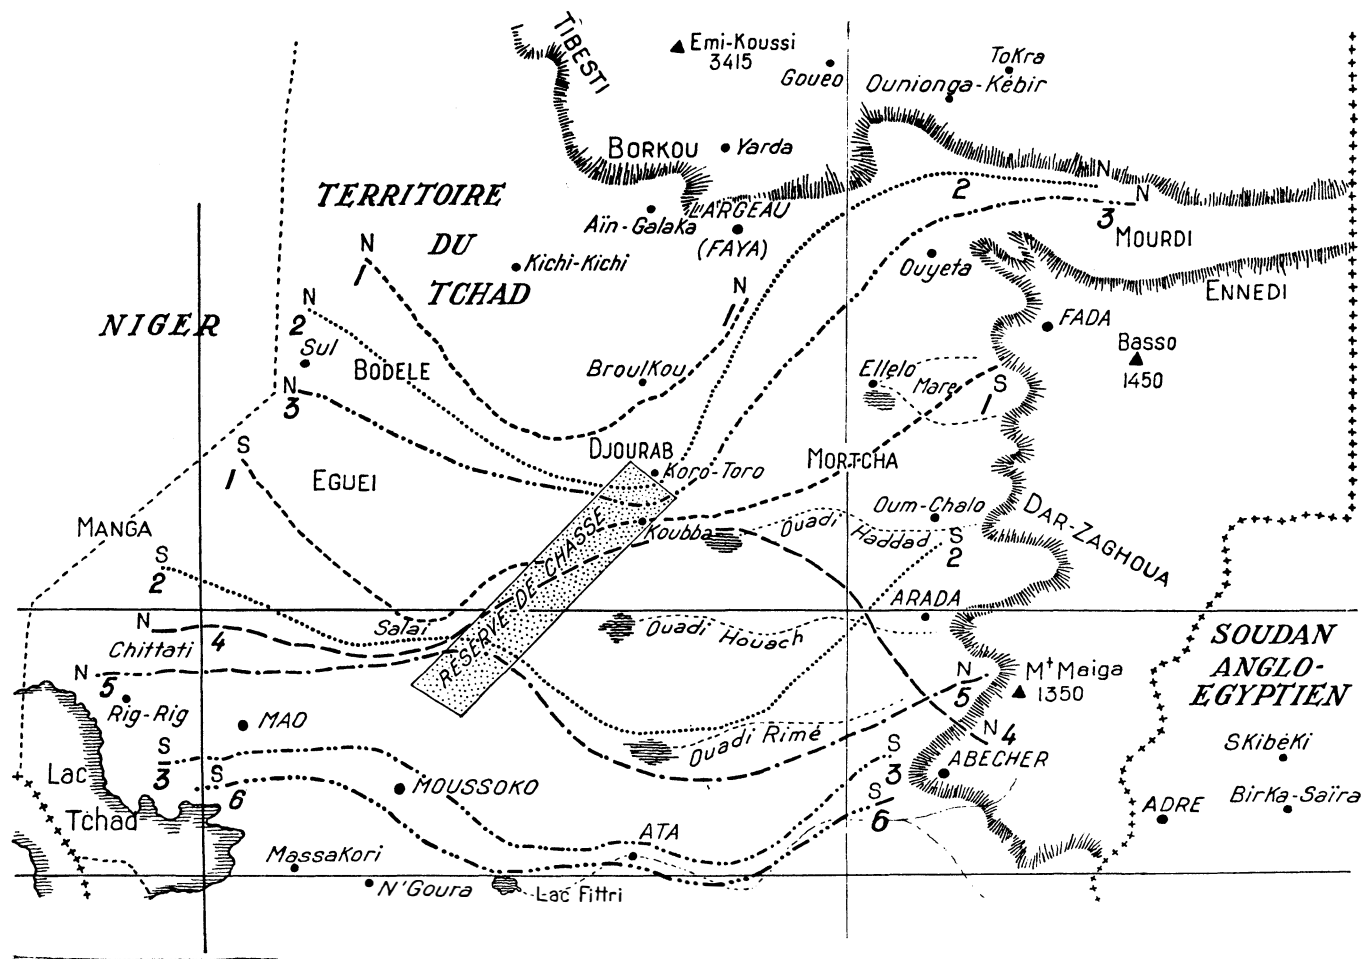 TIBESTI
Emi-Koussi
3415
Goueo
ToKra
Ounionga-Kébir
BORKOU
Yarda
TERRITOIRE
DU
TCHAD
Aïn-Galaka
LARGEAU
(FAYA)
Kichi-Kichi
N
2
N
3
MOURDI
Ouyeta
ENNEDI
N
1
N
1
NIGER
N
2
Sul
BODELE
N
3
BroulKou
FADA
Basso
1450
Ellelo
Mare
S
1
S
1
EGUEI
DJOURAB
Koro-Toro
MORTCHA
MANGA
Koubba
Ouadi
Haddad
Oum-Chalo
S
2
DAR-ZAGHOUA
S
2
RÉSERVE-DE-CHASSE
N
4
Chittati
Salai
Ouadi
Houach
ARADA
SOUDAN
ANGLO-
EGYPTIEN
N
5
Rig-Rig
MAO
N
5
Mt Maiga
1350
Ouadi Rimé
N
4
ABECHER
SKibéKi
Lac
Tchad
S
3
S
6
MOUSSOKO
S
3
S
6
ADRE
BirKa-Saïra
ATA
MassaKori
N'Goura
Lac Fittri